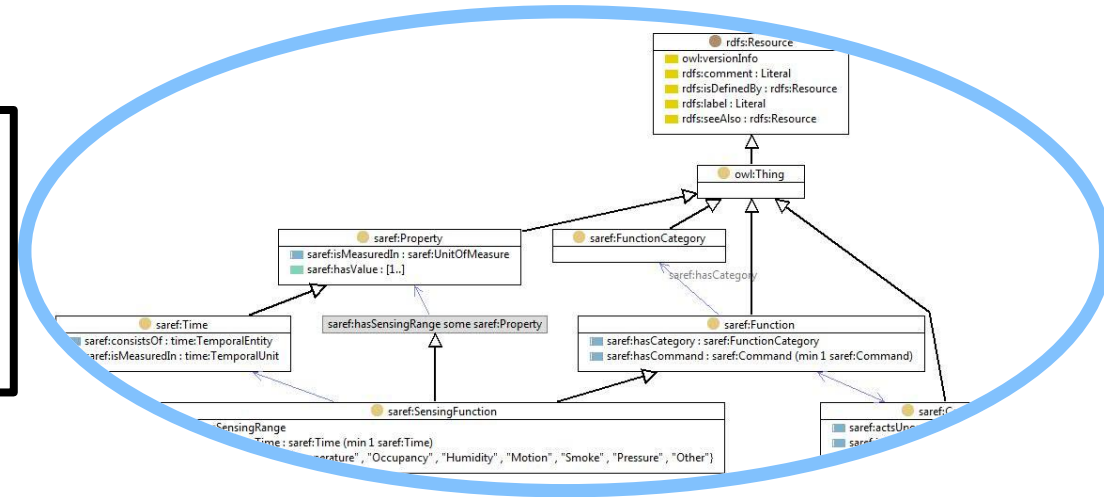 rdfs:Resource
owl:versionInfo
rdfs:comment : Literal
rdfs:isDefinedBy : rdfs:Resource
rdfs:label : Literal
rdfs:seeAlso : rdfs:Resource
owl:Thing
saref:Property
saref:isMeasuredIn : saref:UnitOfMeasure
saref:hasValue : [1..]
saref:FunctionCategory
saref:hasCategory
saref:Time
saref:consistsOf : time:TemporalEntity
saref:isMeasuredIn : time:TemporalUnit
saref:hasSensingRange some saref:Property
saref:Function
saref:hasCategory : saref:FunctionCategory
saref:hasCommand : saref:Command (min 1 saref:Command)
saref:SensingFunction
SensingRange
Time : saref:Time (min 1 saref:Time)
"Occupancy" , "Humidity" , "Motion" , "Smoke" , "Pressure" , "Other"}